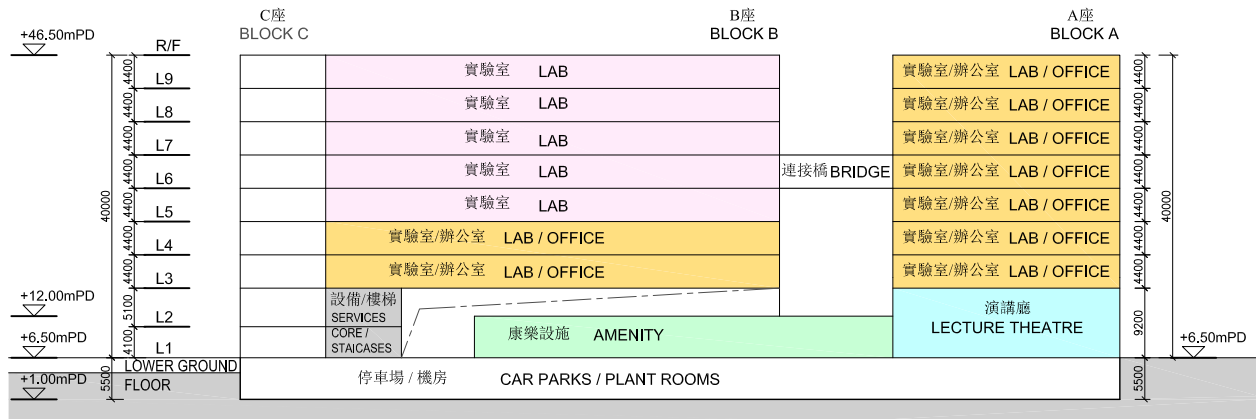 C座
BLOCK C
B座
BLOCK B
A座
BLOCK A
+46.50mPD
R/F
4400
L9
實驗室 LAB
實驗室/辦公室 LAB / OFFICE
4400
4400
L8
實驗室 LAB
實驗室/辦公室 LAB / OFFICE
4400
4400
L7
實驗室 LAB
實驗室/辦公室 LAB / OFFICE
4400
4400
L6
實驗室 LAB
連接橋 BRIDGE
實驗室/辦公室 LAB / OFFICE
4400
4400
L5
實驗室 LAB
實驗室/辦公室 LAB / OFFICE
4400
40000
40000
4400
L4
實驗室/辦公室 LAB / OFFICE
實驗室/辦公室 LAB / OFFICE
4400
4400
L3
實驗室/辦公室 LAB / OFFICE
實驗室/辦公室 LAB / OFFICE
4400
+12.00mPD
5100
L2
設備/樓梯
SERVICES
CORE /
STAICASES
演講廳
LECTURE THEATRE
9200
康樂設施 AMENITY
+6.50mPD
4100
L1
+6.50mPD
LOWER GROUND
FLOOR
+1.00mPD
5500
停車場 / 機房 CAR PARKS / PLANT ROOMS
5500